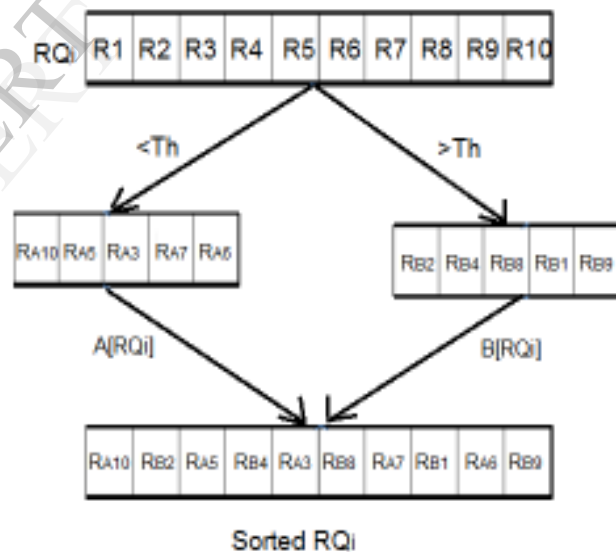 RQi R1 R2 R3 R4 R5 R6 R7 R8 R9 R10
<Th >Th
RA10 RA5 RA3 RA7 RA6
RB2 RB4 RB8 RB1 RB9
A[RQi] B[RQi]
RA10 RB2 RA5 RB4 RA3 RB8 RA7 RB1 RA6 RB9
Sorted RQi